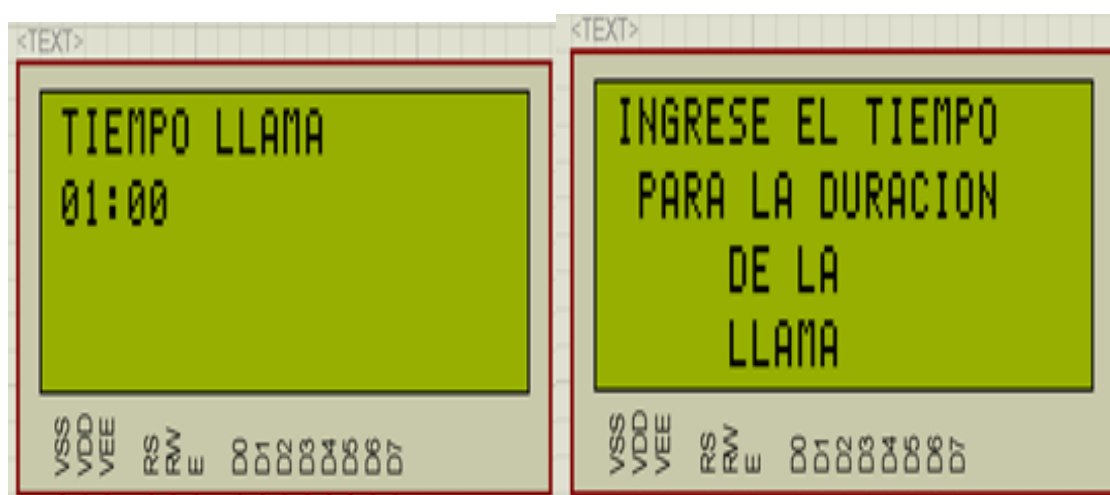 <TEXT>
TIEMPO LLAMA
01:00
VSS VDD VEE RS RW E D0 D1 D2 D3 D4 D5 D6 D7
<TEXT>
INGRESE EL TIEMPO
PARA LA DURACION
DE LA
LLAMA
VSS VDD VEE RS RW E D0 D1 D2 D3 D4 D5 D6 D7